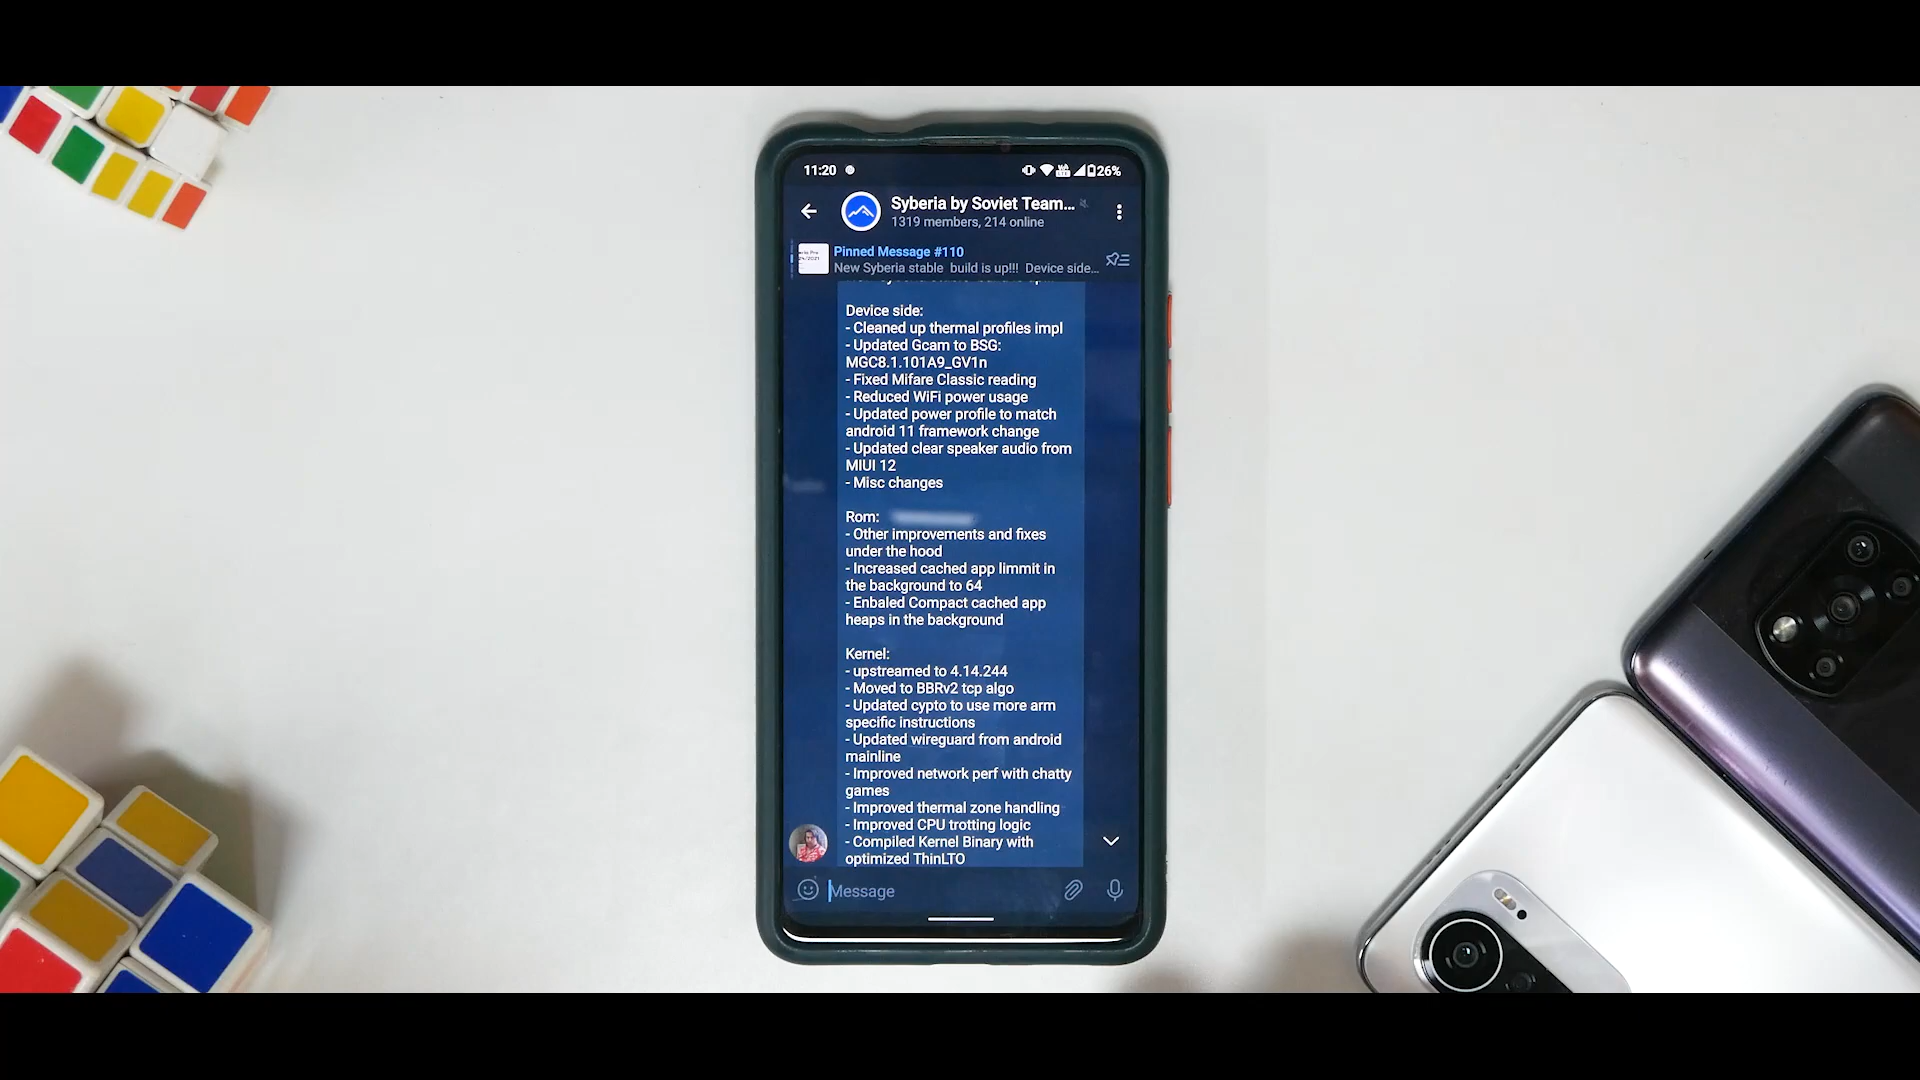 11:20
26%
Syberia by Soviet Team...
1319 members, 214 online
Pinned Message #110
New Syberia stable build is up!!! Device side...
Device side:
- Cleaned up thermal profiles impl
- Updated Gcam to BSG:
MGC8.1.101A9_GV1n
- Fixed Mifare Classic reading
- Reduced WiFi power usage
- Updated power profile to match
android 11 framework change
- Updated clear speaker audio from
MIUI 12
- Misc changes
Rom:
- Other improvements and fixes
under the hood
- Increased cached app limmit in
the background to 64
- Enbaled Compact cached app
heaps in the background
Kernel:
- upstreamed to 4.14.244
- Moved to BBRv2 tcp algo
- Updated cypto to use more arm
specific instructions
- Updated wireguard from android
mainline
- Improved network perf with chatty
games
- Improved thermal zone handling
- Improved CPU trotting logic
- Compiled Kernel Binary with
optimized ThinLTO
Message